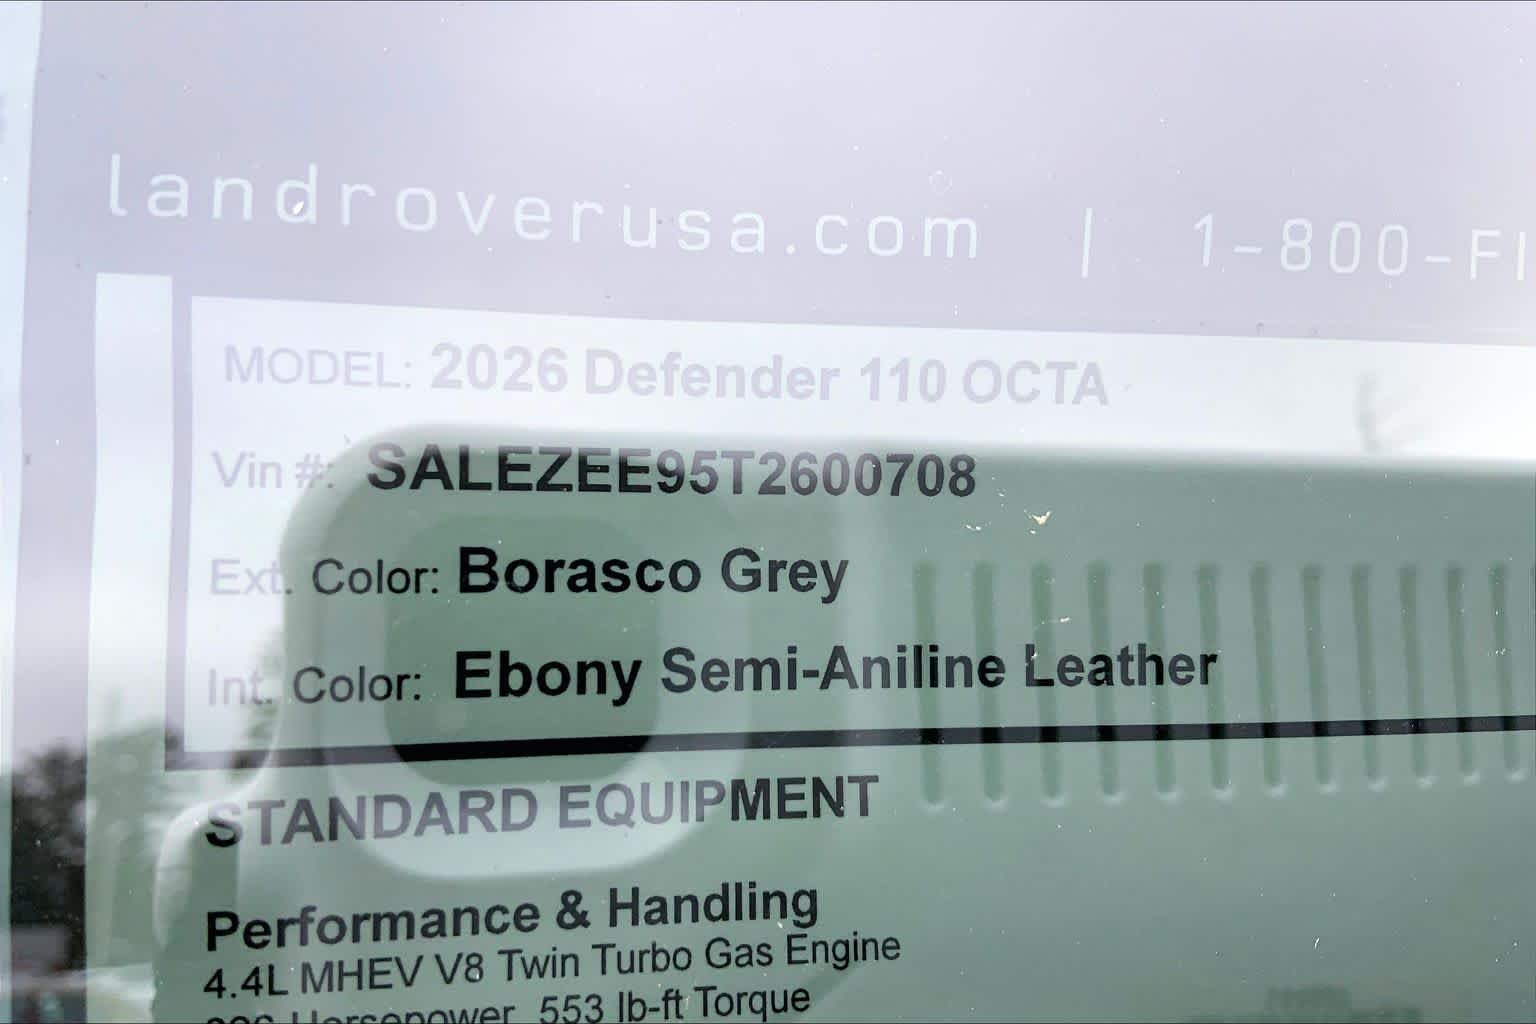 landroverusa.com | 1-800-FI
MODEL: 2026 Defender 110 OCTA
Vin #: SALEZEE95T2600708
Ext. Color: Borasco Grey
Int. Color: Ebony Semi-Aniline Leather
STANDARD EQUIPMENT
Performance & Handling
4.4L MHEV V8 Twin Turbo Gas Engine
Horsepower, 553 lb-ft Torque